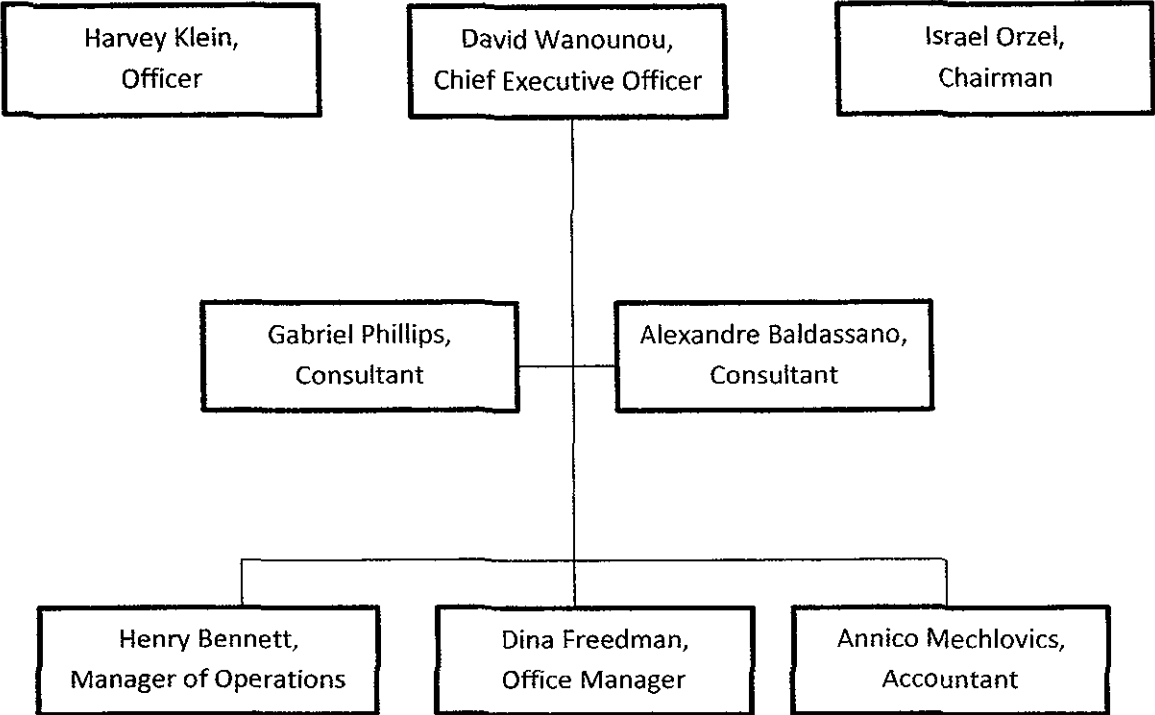 Harvey Klein,
Officer
David Wanounou,
Chief Executive Officer
Israel Orzel,
Chairman
Gabriel Phillips,
Consultant
Alexandre Baldassano,
Consultant
Henry Bennett,
Manager of Operations
Dina Freedman,
Office Manager
Annico Mechlovics,
Accountant